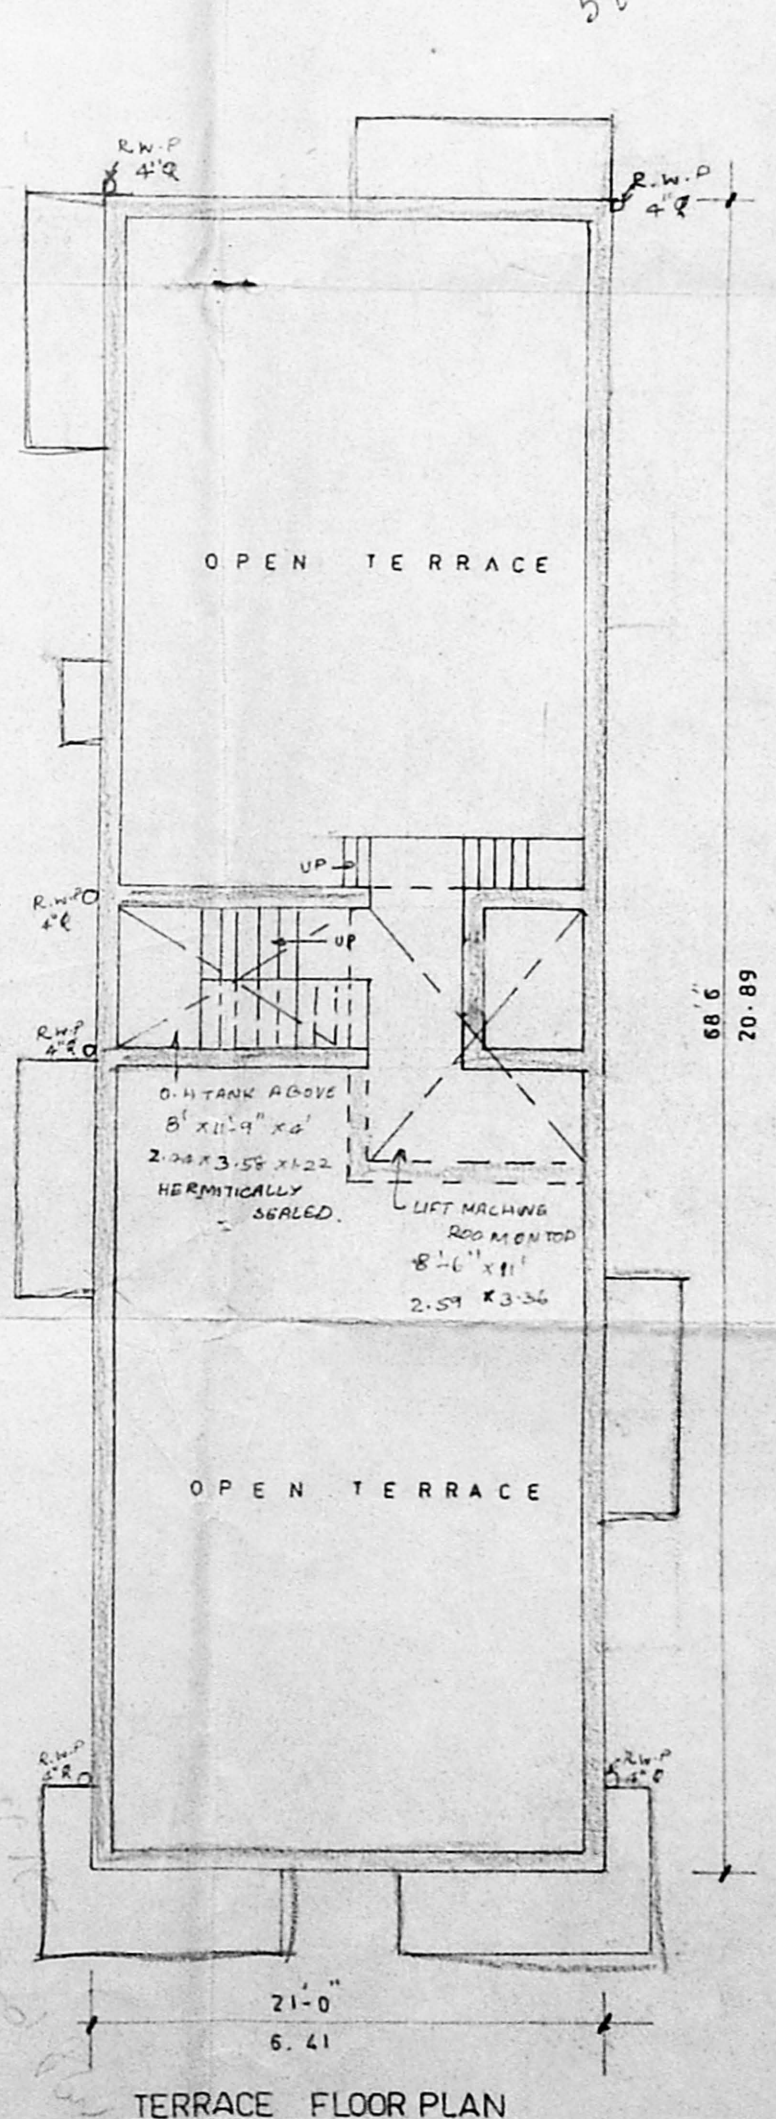 R.W.P
4"Q
R.W.P
4"Q
OPEN TERRACE
UP
R.W.P
4"Q
UP
R.W.P
4"Q
68'6"
20.89
O.H TANK ABOVE
8' x 11'-9" x 4'
2.44 x 3.58 x 1.22
HERMITICALLY
SEALED.
LIFT MACHINE
ROOM ON TOP
8'-6" x 11'
2.59 x 3.36
OPEN TERRACE
R.W.P
4"Q
R.W.P
4"Q
21'-0"
6.41
TERRACE FLOOR PLAN